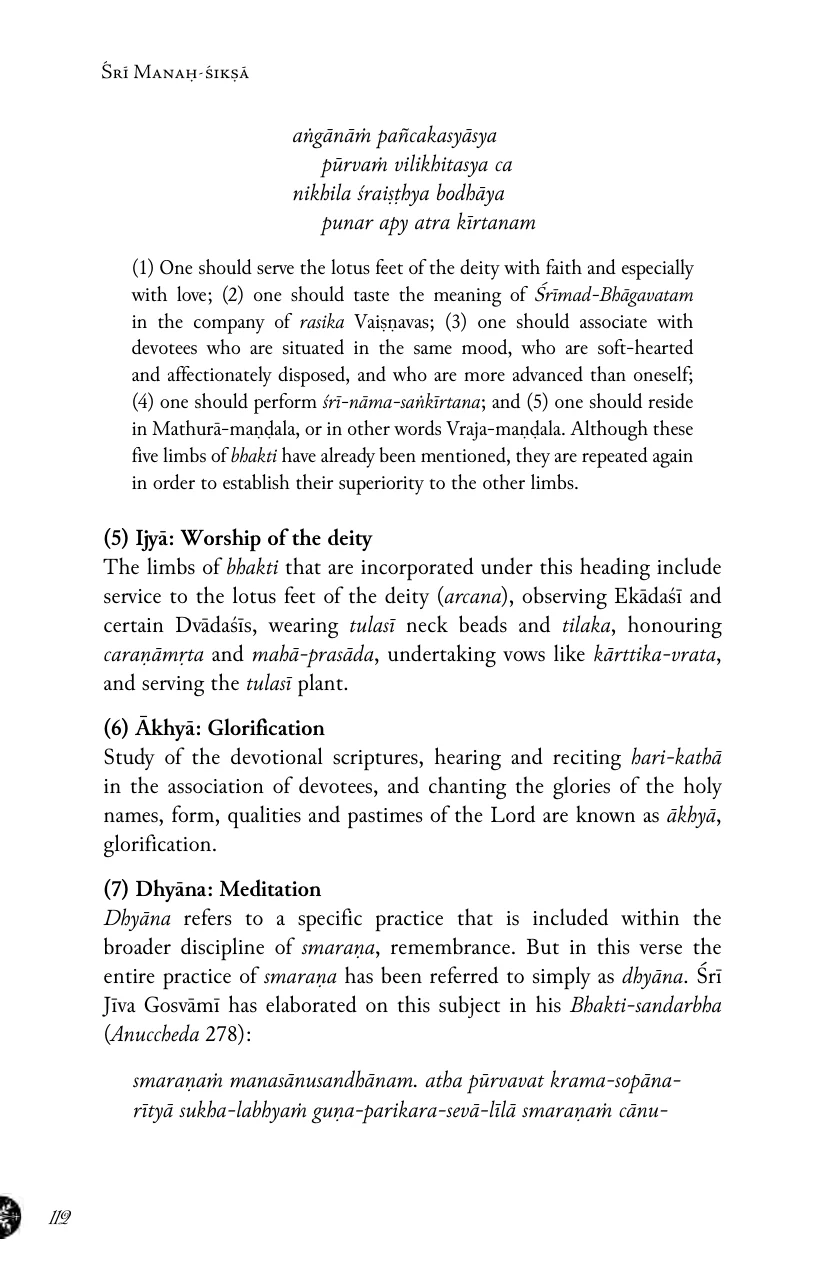 Śrī Manaḥ-śikṣā
aṅgānāṁ pañcakasyāsya
pūrvaṁ vilikhitasya ca
nikhila śraiṣṭhya bodhāya
punar apy atra kīrtanam
(1) One should serve the lotus feet of the deity with faith and especially
with love; (2) one should taste the meaning of Śrīmad-Bhāgavatam
in the company of rasika Vaiṣṇavas; (3) one should associate with
devotees who are situated in the same mood, who are soft-hearted
and affectionately disposed, and who are more advanced than oneself;
(4) one should perform śrī-nāma-saṅkīrtana; and (5) one should reside
in Mathurā-maṇḍala, or in other words Vraja-maṇḍala. Although these
five limbs of bhakti have already been mentioned, they are repeated again
in order to establish their superiority to the other limbs.
(5) Ijyā: Worship of the deity
The limbs of bhakti that are incorporated under this heading include
service to the lotus feet of the deity (arcana), observing Ekādaśī and
certain Dvādaśīs, wearing tulasī neck beads and tilaka, honouring
caraṇāmṛta and mahā-prasāda, undertaking vows like kārttika-vrata,
and serving the tulasī plant.
(6) Ākhyā: Glorification
Study of the devotional scriptures, hearing and reciting hari-kathā
in the association of devotees, and chanting the glories of the holy
names, form, qualities and pastimes of the Lord are known as ākhyā,
glorification.
(7) Dhyāna: Meditation
Dhyāna refers to a specific practice that is included within the
broader discipline of smaraṇa, remembrance. But in this verse the
entire practice of smaraṇa has been referred to simply as dhyāna. Śrī
Jīva Gosvāmī has elaborated on this subject in his Bhakti-sandarbha
(Anuccheda 278):
smaraṇaṁ manasānusandhānam. atha pūrvavat krama-sopāna-
rītyā sukha-labhyaṁ guṇa-parikara-sevā-līlā smaraṇaṁ cānu-
112